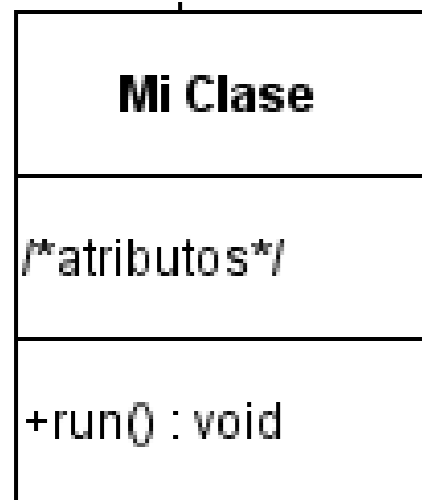 Mi Clase
/*atributos*/
+run() : void